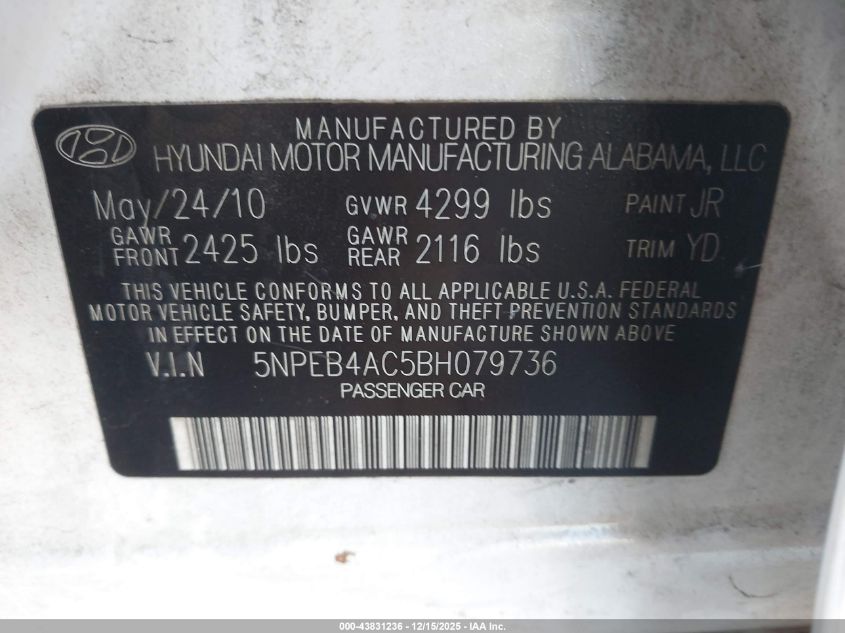 MANUFACTURED BY
HYUNDAI MOTOR MANUFACTURING ALABAMA, LLC
May/24/10 GVWR 4299 lbs PAINT JR
GAWR FRONT 2425 lbs GAWR REAR 2116 lbs TRIM YD
THIS VEHICLE CONFORMS TO ALL APPLICABLE U.S.A. FEDERAL
MOTOR VEHICLE SAFETY, BUMPER, AND THEFT PREVENTION STANDARDS
IN EFFECT ON THE DATE OF MANUFACTURE SHOWN ABOVE
V.I.N 5NPEB4AC5BH079736
PASSENGER CAR
000-43831236 - 12/15/2025 - IAA Inc.